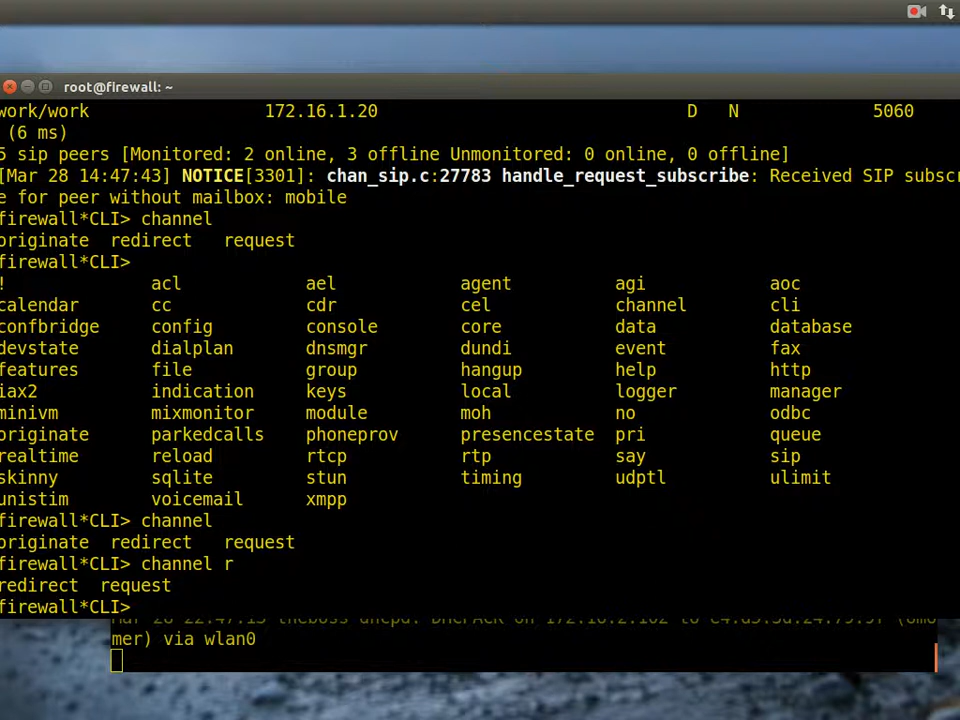 root@firewall: ~
work/work 172.16.1.20 D N 5060
(6 ms)
5 sip peers [Monitored: 2 online, 3 offline Unmonitored: 0 online, 0 offline]
[Mar 28 14:47:43] NOTICE[3301]: chan_sip.c:27783 handle_request_subscribe: Received SIP subscr
e for peer without mailbox: mobile
firewall*CLI> channel
originate redirect request
firewall*CLI>
! acl ael agent agi aoc
calendar cc cdr cel channel cli
confbridge config console core data database
devstate dialplan dnsmgr dundi event fax
features file group hangup help http
iax2 indication keys local logger manager
minivm mixmonitor module moh no odbc
originate parkedcalls phoneprov presencestate pri queue
realtime reload rtcp rtp say sip
skinny sqlite stun timing udptl ulimit
unistim voicemail xmpp
firewall*CLI> channel
originate redirect request
firewall*CLI> channel r
redirect request
firewall*CLI>
mer) via wlan0